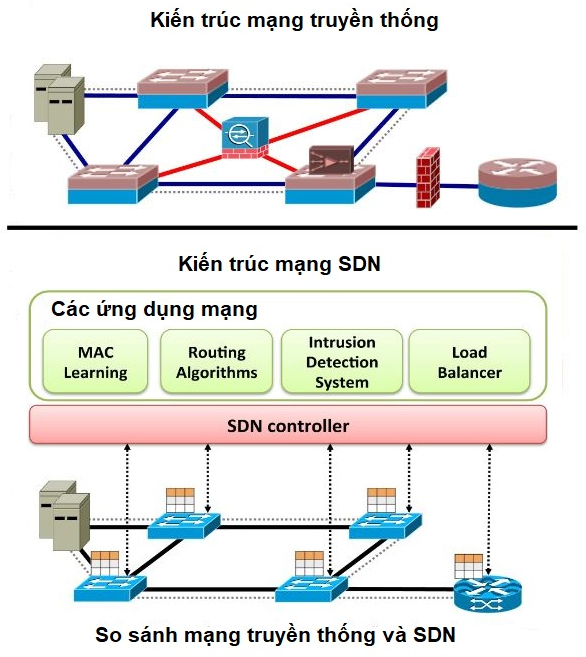 Kiến trúc mạng truyền thống
Kiến trúc mạng SDN
Các ứng dụng mạng
MAC
Learning
Routing
Algorithms
Intrusion
Detection
System
Load
Balancer
SDN controller
So sánh mạng truyền thống và SDN